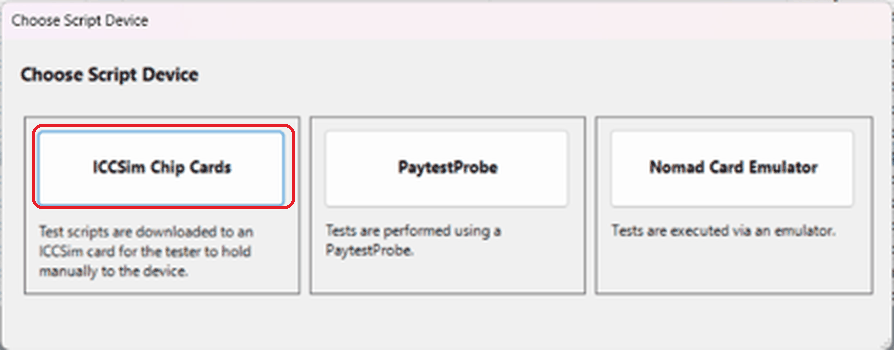 Choose Script Device
Choose Script Device
ICCSim Chip Cards
Test scripts are downloaded to an
ICCSim card for the tester to hold
manually to the device.
PaytestProbe
Tests are performed using a
PaytestProbe.
Nomad Card Emulator
Tests are executed via an emulator.